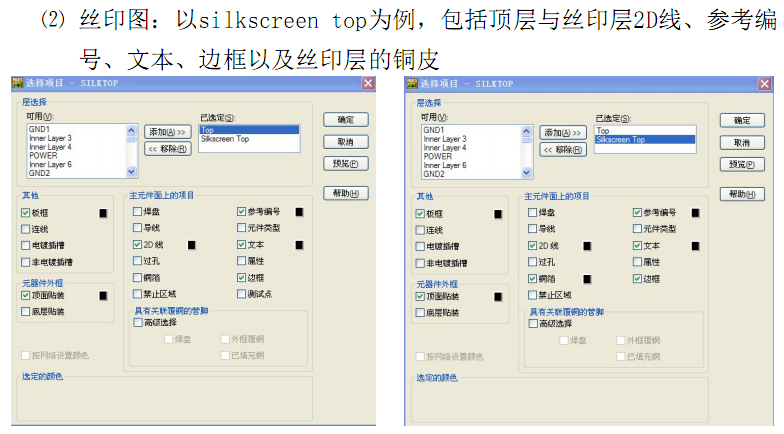 (2) 丝印图：以silkscreen top为例，包括顶层与丝印层2D线、参考编
号、文本、边框以及丝印层的铜皮
选择项目 - SILKTOP
层选择
可用(V):
GND1
Inner Layer 3
Inner Layer 4
POWER
Inner Layer 6
GND2
添加(A) >>
<< 移除(R)
已选定(S):
Top
Silkscreen Top
确定
取消
预览(P)
帮助(H)
其他
板框
连线
电镀插槽
非电镀插槽
元器件外框
顶面贴装
底层贴装
主元件面上的项目
焊盘
参考编号
导线
元件类型
2D 线
文本
过孔
属性
铜箔
边框
禁止区域
测试点
具有关联覆铜的管脚
高级选择
焊盘
外框覆铜
已填充铜
按网络设置颜色
选定的颜色
选择项目 - SILKTOP
层选择
可用(V):
GND1
Inner Layer 3
Inner Layer 4
POWER
Inner Layer 6
GND2
添加(A) >>
<< 移除(R)
已选定(S):
Top
Silkscreen Top
确定
取消
预览(P)
帮助(H)
其他
板框
连线
电镀插槽
非电镀插槽
元器件外框
顶面贴装
底层贴装
主元件面上的项目
焊盘
参考编号
导线
元件类型
2D 线
文本
过孔
属性
铜箔
边框
禁止区域
具有关联覆铜的管脚
高级选择
焊盘
外框覆铜
已填充铜
按网络设置颜色
选定的颜色